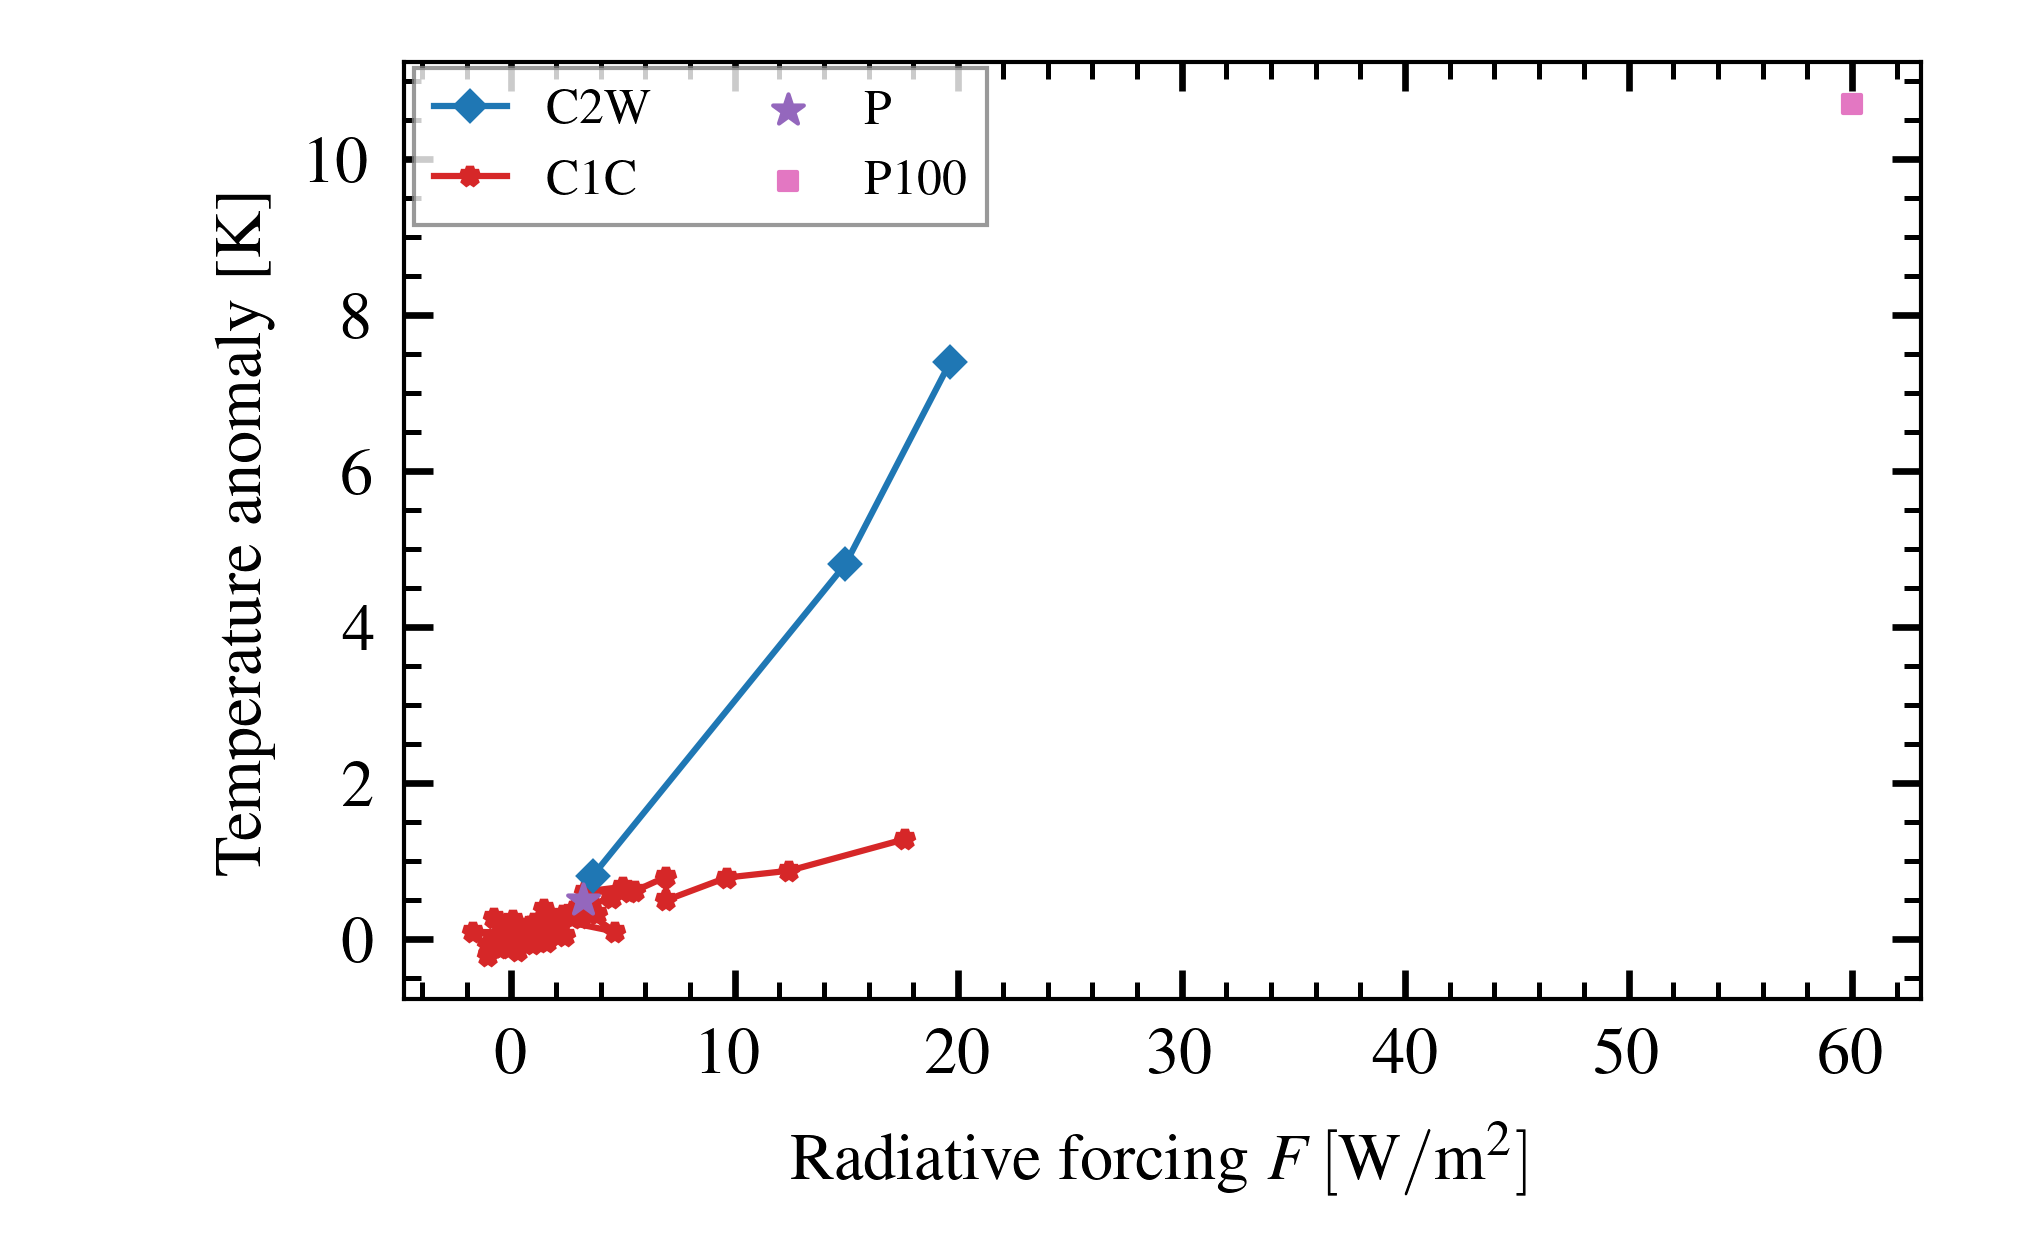 C2W
C1C
P
P100
10
8
6
4
2
0
Temperature anomaly [K]
0 10 20 30 40 50 60
Radiative forcing F [W/m²]